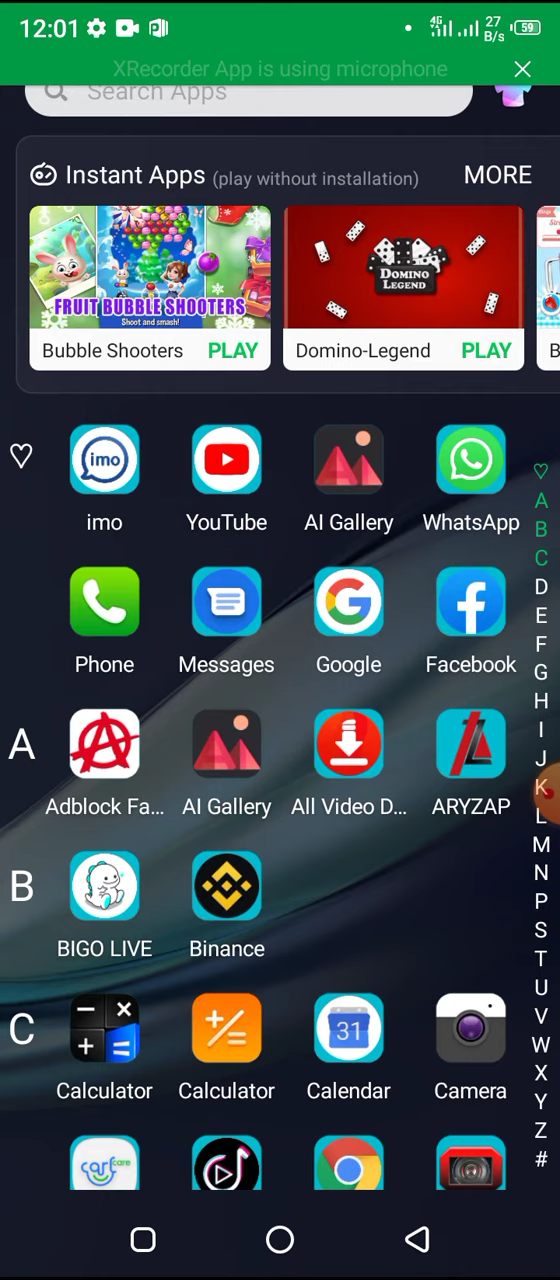 12:01
4G
27
B/s
59
XRecorder App is using microphone
Search Apps
Instant Apps (play without installation) MORE
FRUIT BUBBLE SHOOTERS
Shoot and smash!
DOMINO
LEGEND
Bubble Shooters PLAY
Domino-Legend PLAY
B
imo
imo YouTube AI Gallery WhatsApp
Phone Messages Google Facebook
A
Adblock Fa... AI Gallery All Video D... ARYZAP
B
BIGO LIVE Binance
C
31
Calculator Calculator Calendar Camera
carlcare
A
B
C
D
E
F
G
H
I
J
K
L
M
N
P
S
T
U
V
W
X
Y
Z
#